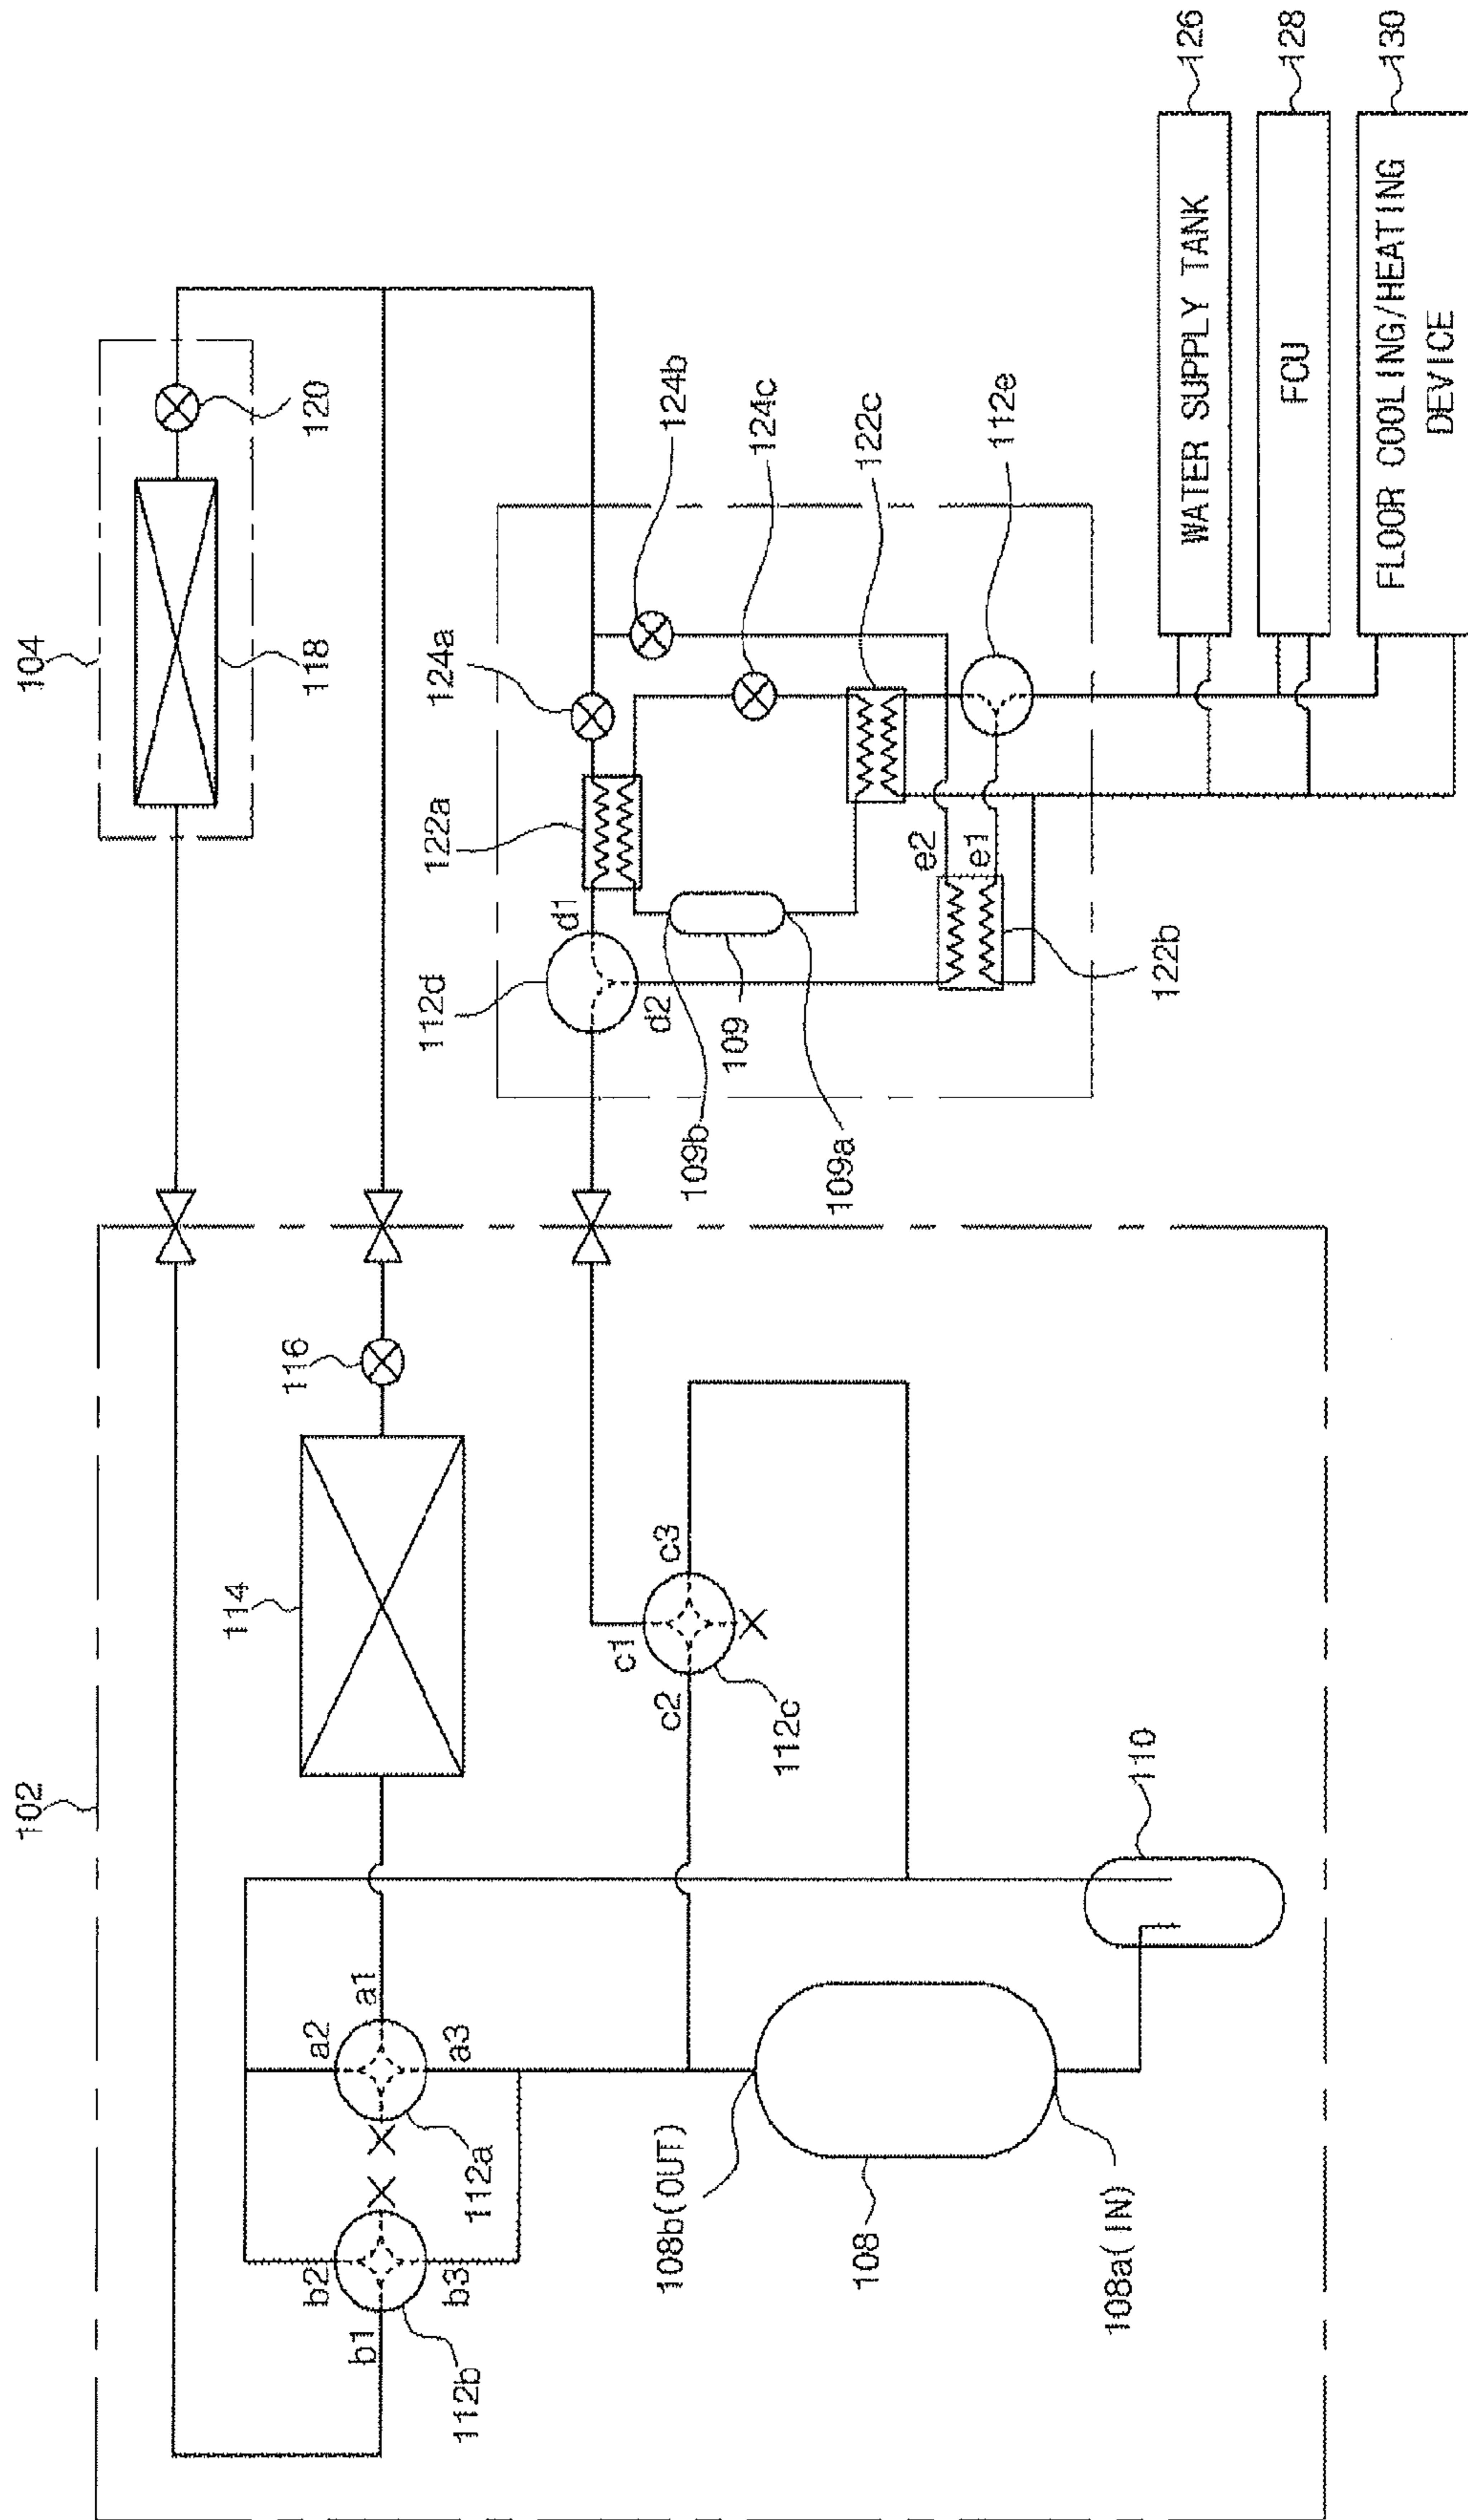 104
120
118
126
128
130
WATER SUPPLY TANK
FCU
FLOOR COOLING/HEATING
DEVICE
124a
124b
124c
122c
112e
122a
e2
e1
d1
112d
d2
109
122b
109b
109a
102
116
114
c1
c3
c2
112c
110
a1
a2
a3
112a
b2
b3
b1
112b
108b(OUT)
108
108a(IN)